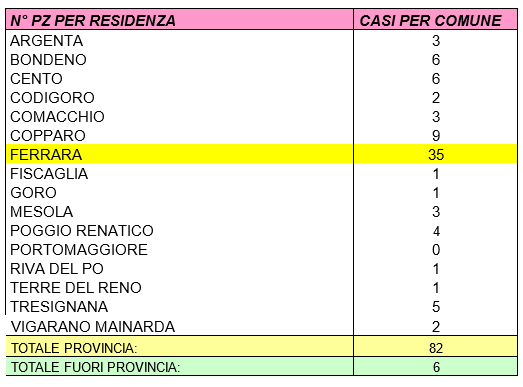 N° PZ PER RESIDENZA CASI PER COMUNE
ARGENTA 3
BONDENO 6
CENTO 6
CODIGORO 2
COMACCHIO 3
COPPARO 9
FERRARA 35
FISCAGLIA 1
GORO 1
MESOLA 3
POGGIO RENATICO 4
PORTOMAGGIORE 0
RIVA DEL PO 1
TERRE DEL RENO 1
TRESIGNANA 5
VIGARANO MAINARDA 2
TOTALE PROVINCIA: 82
TOTALE FUORI PROVINCIA: 6